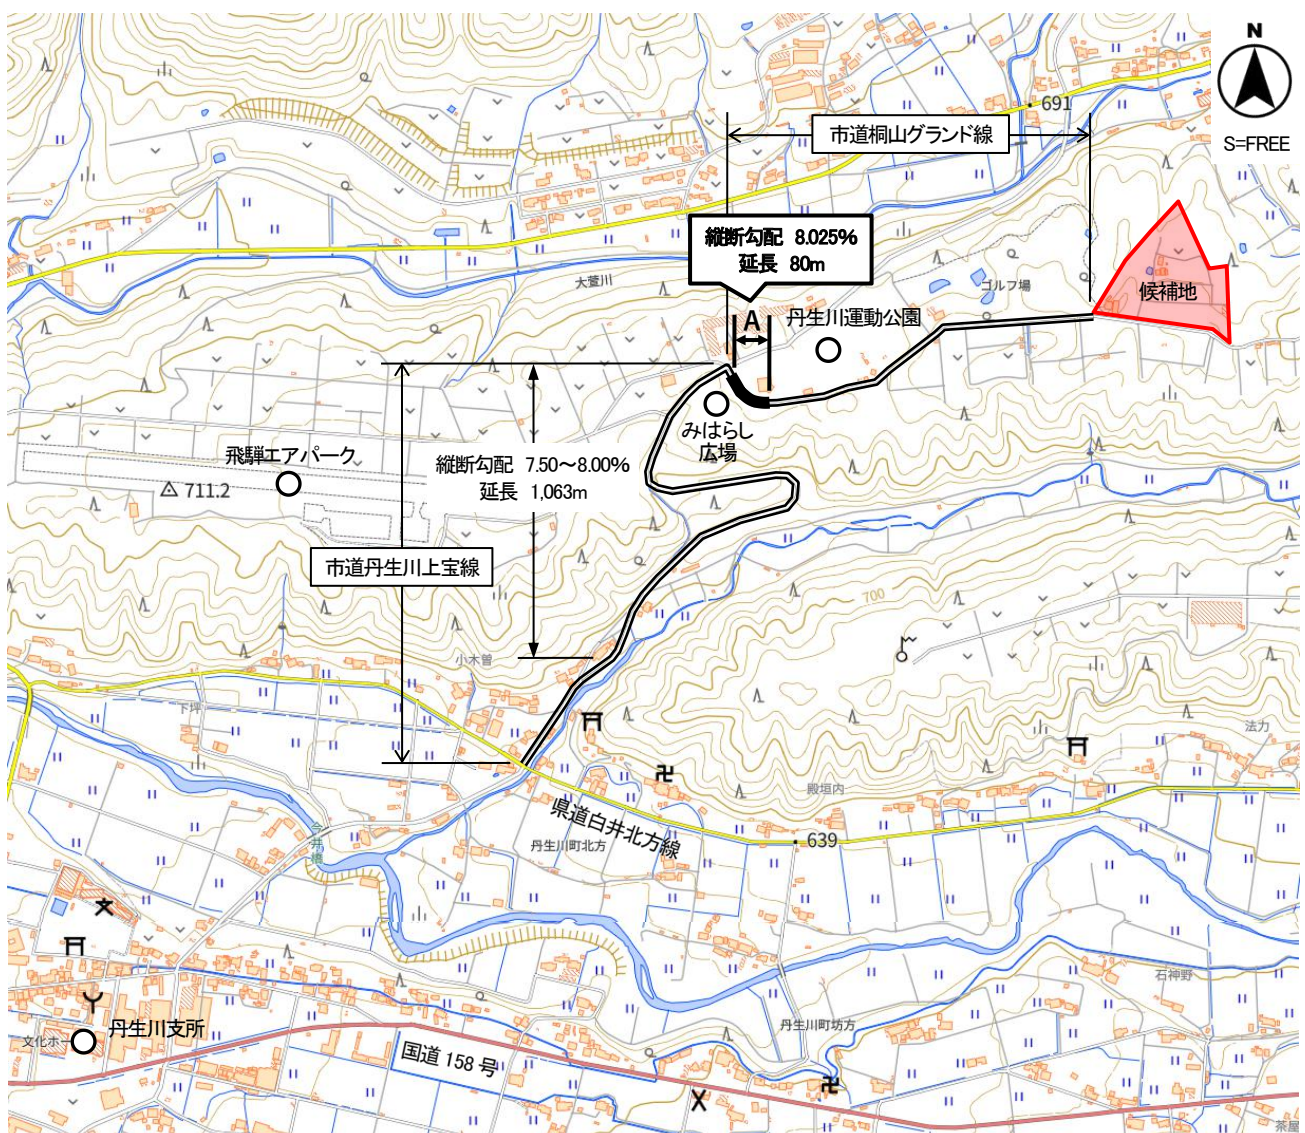 N
S=FREE
691
市道桐山グランド線
縦断勾配 8.025%
延長 80m
大萱川
ゴルフ場
候補地
A
丹生川運動公園
みはらし
広場
飛騨エアパーク
711.2
縦断勾配 7.50～8.00%
延長 1,063m
市道丹生川上宝線
700
小木曽
下坪
法力
殿垣内
県道白井北方線
639
今井橋
丹生川町北方
石神野
丹生川町坊方
丹生川支所
文化ホー
国道 158 号
茶屋